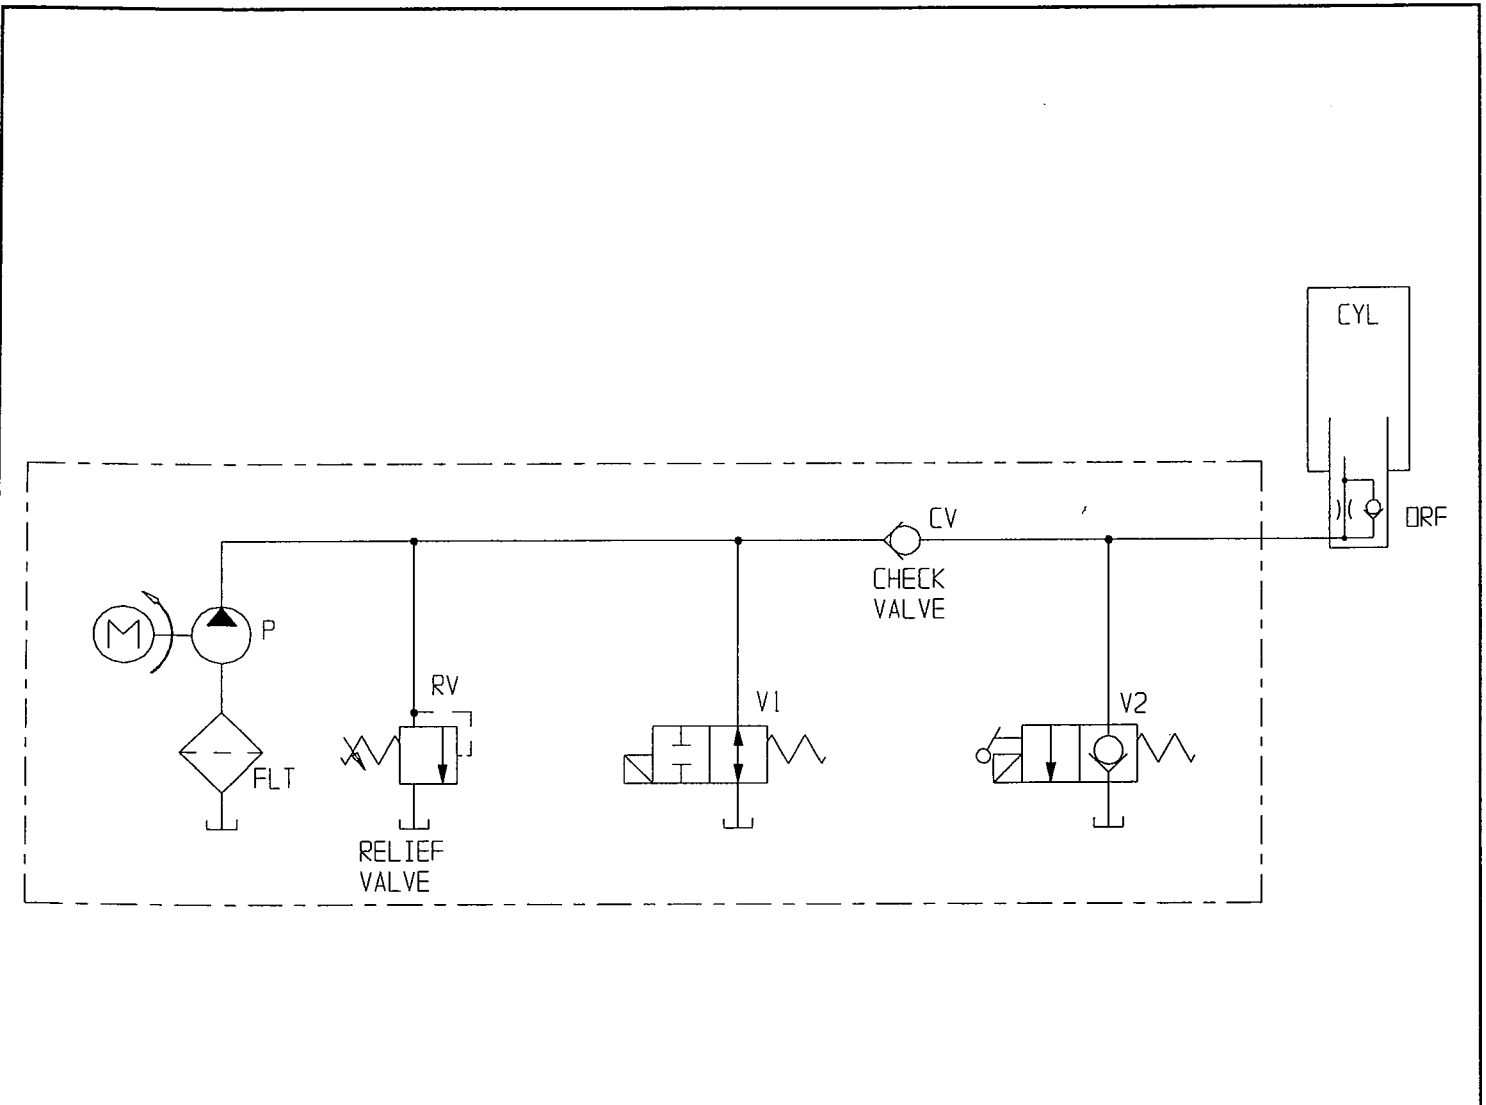 CYL
CV
ORF
CHECK
VALVE
M
P
RV
V1
V2
FLT
RELIEF
VALVE